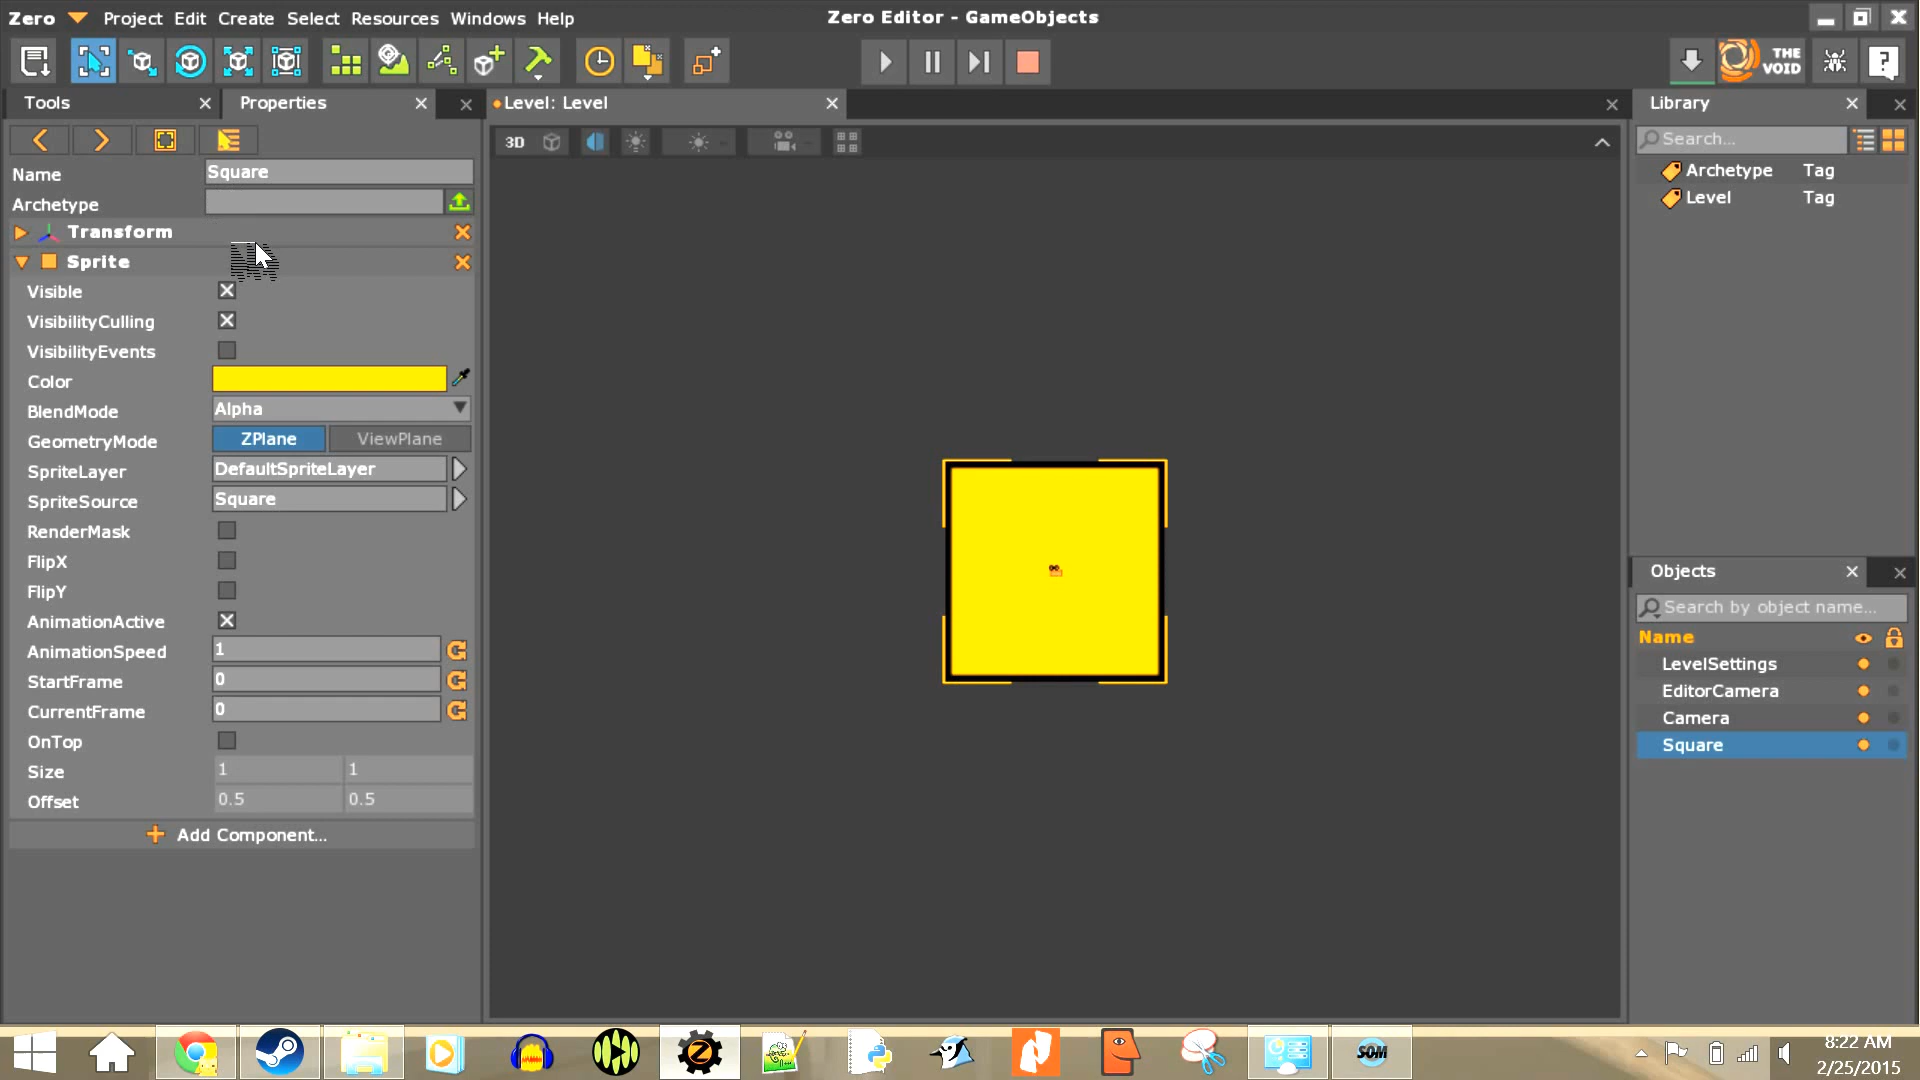 Zero Project Edit Create Select Resources Windows Help
Zero Editor - GameObjects
THE VOID
Tools
Properties
Level: Level
Library
3D
Search...
Archetype Tag
Level Tag
Name Square
Archetype
Transform
Sprite
Visible
VisibilityCulling
VisibilityEvents
Color
BlendMode Alpha
GeometryMode ZPlane ViewPlane
SpriteLayer DefaultSpriteLayer
SpriteSource Square
RenderMask
FlipX
FlipY
AnimationActive
AnimationSpeed 1
StartFrame 0
CurrentFrame 0
OnTop
Size 1 1
Offset 0.5 0.5
Add Component...
Objects
Search by object name...
Name
LevelSettings
EditorCamera
Camera
Square
SOM
8:22 AM
2/25/2015